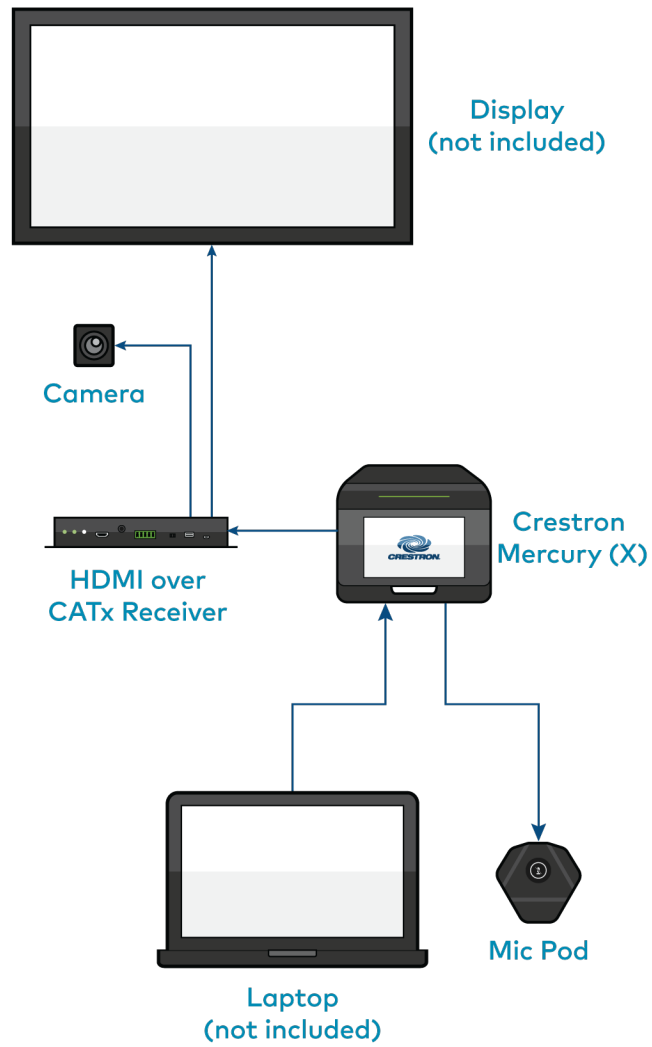 Display
(not included)
Camera
CRESTRON
Crestron
Mercury (X)
HDMI over
CATx Receiver
Mic Pod
Laptop
(not included)